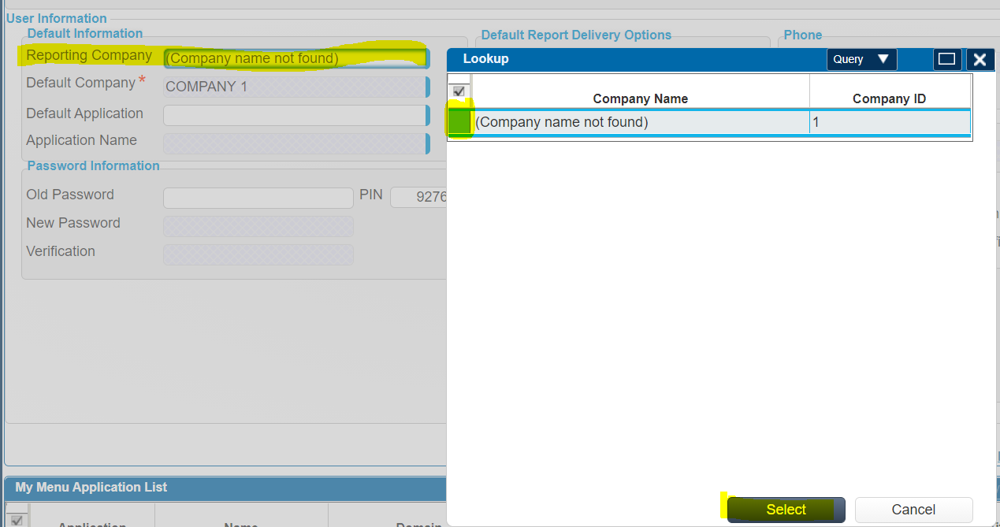 User Information
Default Information
Reporting Company (Company name not found)
Default Company * COMPANY 1
Default Application
Application Name
Password Information
Old Password PIN 9276
New Password
Verification
Default Report Delivery Options
Phone
Lookup Query
Company Name Company ID
(Company name not found) 1
Select Cancel
My Menu Application List
Application Name Domain